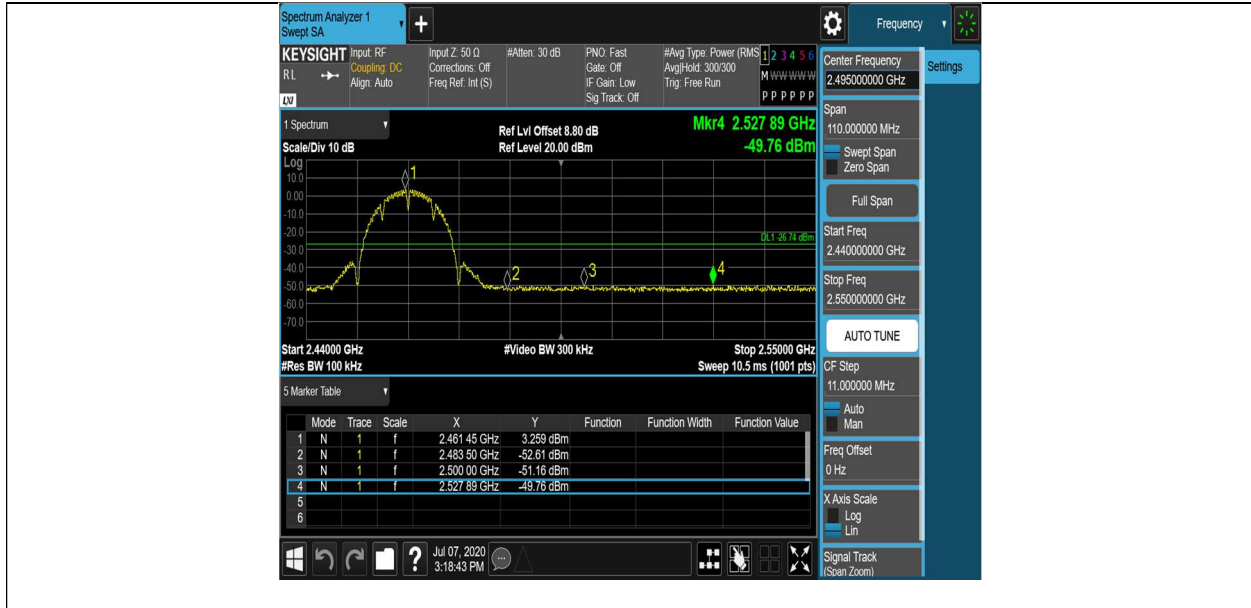 Spectrum Analyzer 1
Swept SA
+
Frequency
KEYSIGHT
RL
LXI
Input: RF
Coupling: DC
Align: Auto
Input Z: 50 Ω
Corrections: Off
Freq Ref: Int (S)
#Atten: 30 dB
PNO: Fast
Gate: Off
IF Gain: Low
Sig Track: Off
#Avg Type: Power (RMS
Avg|Hold: 300/300
Trig: Free Run
1 2 3 4 5 6
M W W W W W
P P P P P P
1 Spectrum
Scale/Div 10 dB
Ref Lvl Offset 8.80 dB
Ref Level 20.00 dBm
Mkr4 2.527 89 GHz
-49.76 dBm
Log
10.0
0.00
-10.0
-20.0
-30.0
-40.0
-50.0
-60.0
-70.0
1
2
3
4
DL1 -26.74 dBm
Start 2.44000 GHz
#Res BW 100 kHz
#Video BW 300 kHz
Stop 2.55000 GHz
Sweep 10.5 ms (1001 pts)
5 Marker Table
Mode Trace Scale X Y Function Function Width Function Value
1 N 1 f 2.461 45 GHz 3.259 dBm
2 N 1 f 2.483 50 GHz -52.61 dBm
3 N 1 f 2.500 00 GHz -51.16 dBm
4 N 1 f 2.527 89 GHz -49.76 dBm
5
6
?
Jul 07, 2020
3:18:43 PM
Center Frequency
2.495000000 GHz
Settings
Span
110.000000 MHz
Swept Span
Zero Span
Full Span
Start Freq
2.440000000 GHz
Stop Freq
2.550000000 GHz
AUTO TUNE
CF Step
11.000000 MHz
Auto
Man
Freq Offset
0 Hz
X Axis Scale
Log
Lin
Signal Track
(Span Zoom)